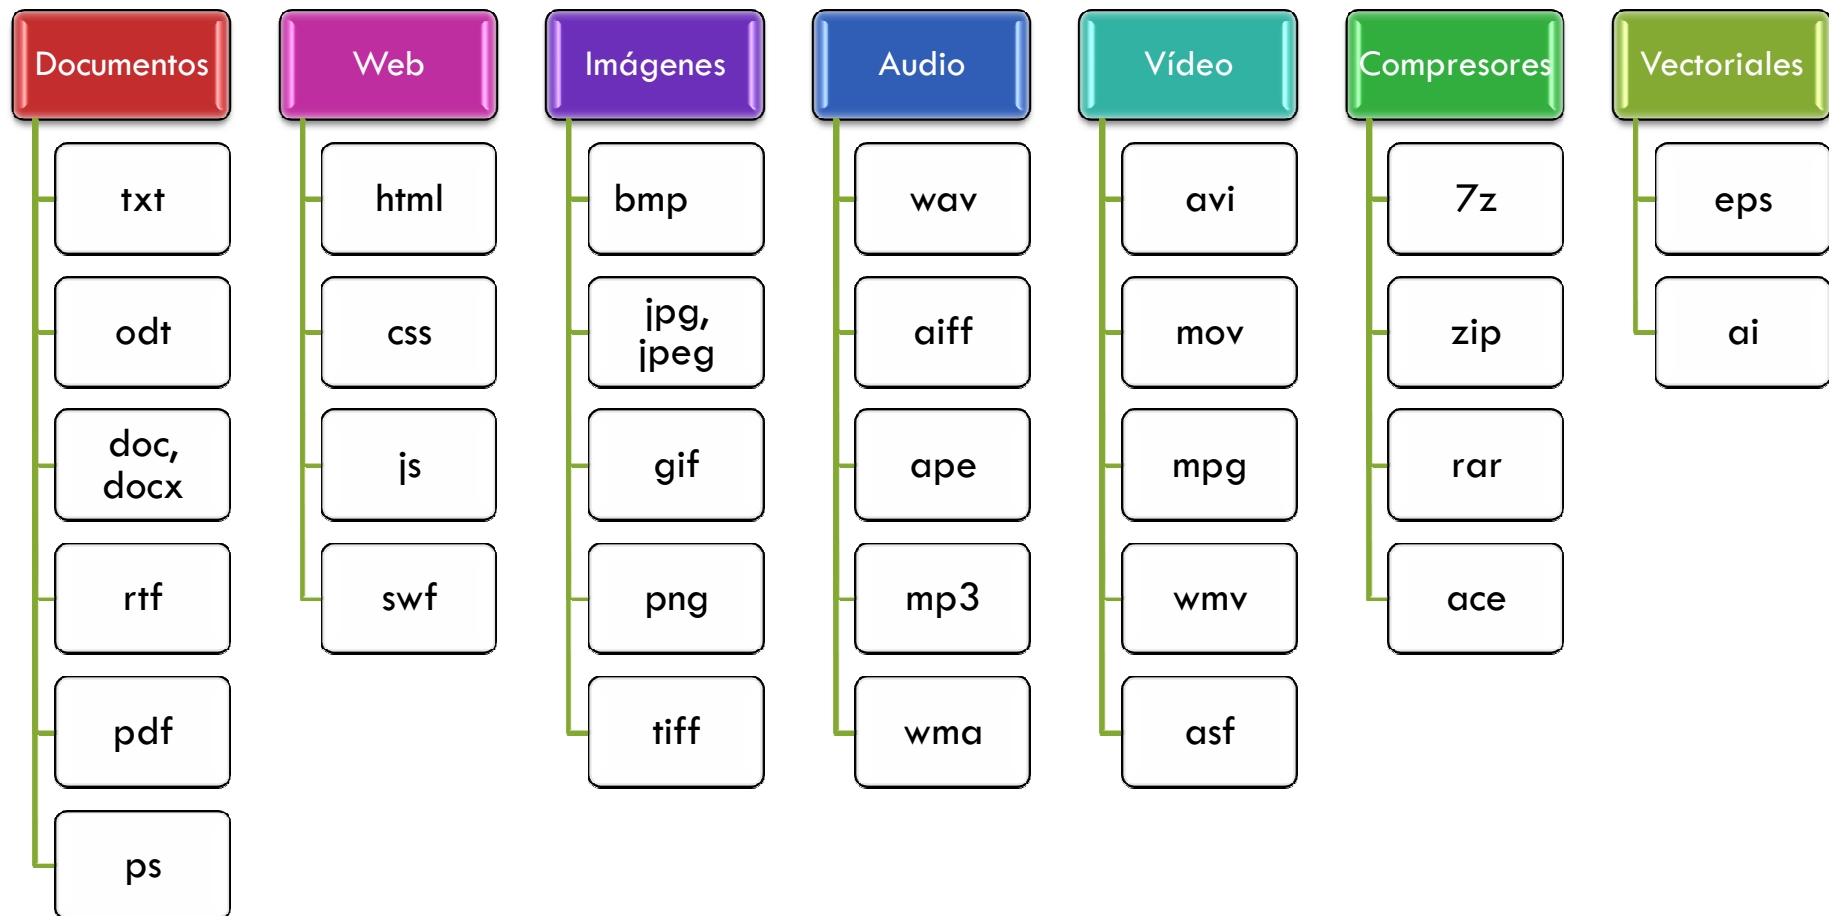 Documentos
txt
odt
doc,
docx
rtf
pdf
ps
Web
html
css
js
swf
Imágenes
bmp
jpg,
jpeg
gif
png
tiff
Audio
wav
aiff
ape
mp3
wma
Vídeo
avi
mov
mpg
wmv
asf
Compresores
7z
zip
rar
ace
Vectoriales
eps
ai